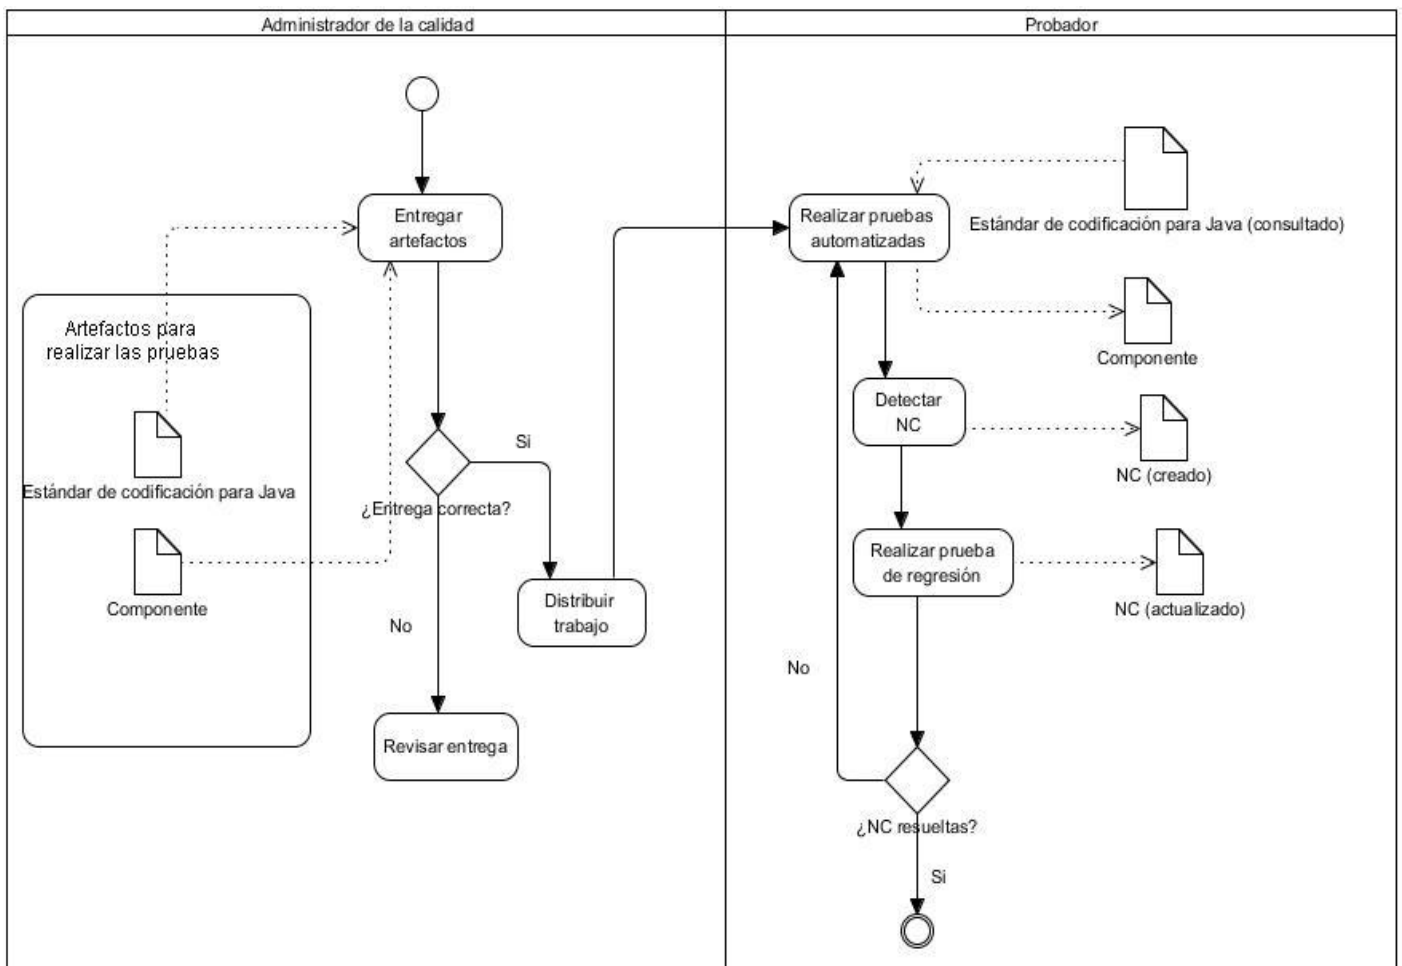 Administrador de la calidad
Probador
Entregar
artefactos
Artefactos para
realizar las pruebas
Estándar de codificación para Java
Componente
¿Entrega correcta?
Si
No
Distribuir
trabajo
Revisar entrega
Realizar pruebas
automatizadas
Estándar de codificación para Java (consultado)
Componente
Detectar
NC
NC (creado)
Realizar prueba
de regresión
NC (actualizado)
No
¿NC resueltas?
Si